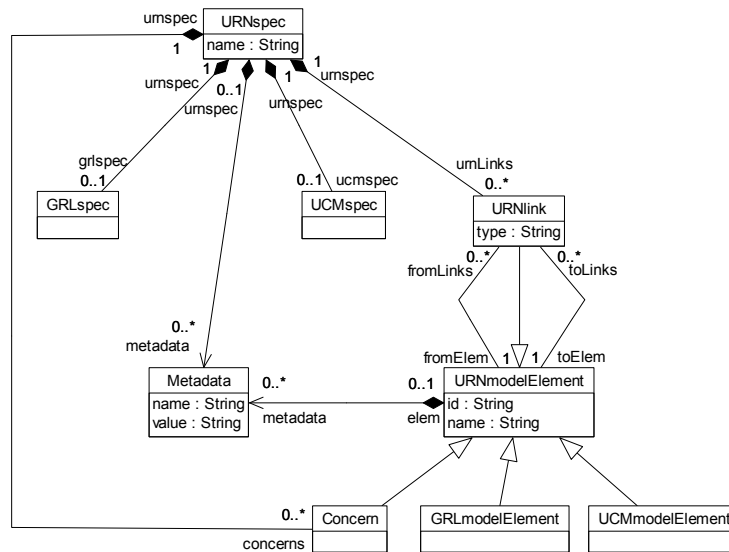 urnspec
URNspec
1
name : String
urnspec
1
0..1
urnspec
1
urnspec
1
urnspec
grlspec
0..1
GRLspec
0..1
ucmspec
UCMspec
urnLinks
0..*
URNlink
type : String
0..*
fromLinks
0..*
toLinks
0..*
metadata
fromElem
1
1
toElem
Metadata
name : String
value : String
0..*
metadata
0..1
elem
URNmodelElement
id : String
name : String
0..*
concerns
Concern
GRLmodelElement
UCMmodelElement